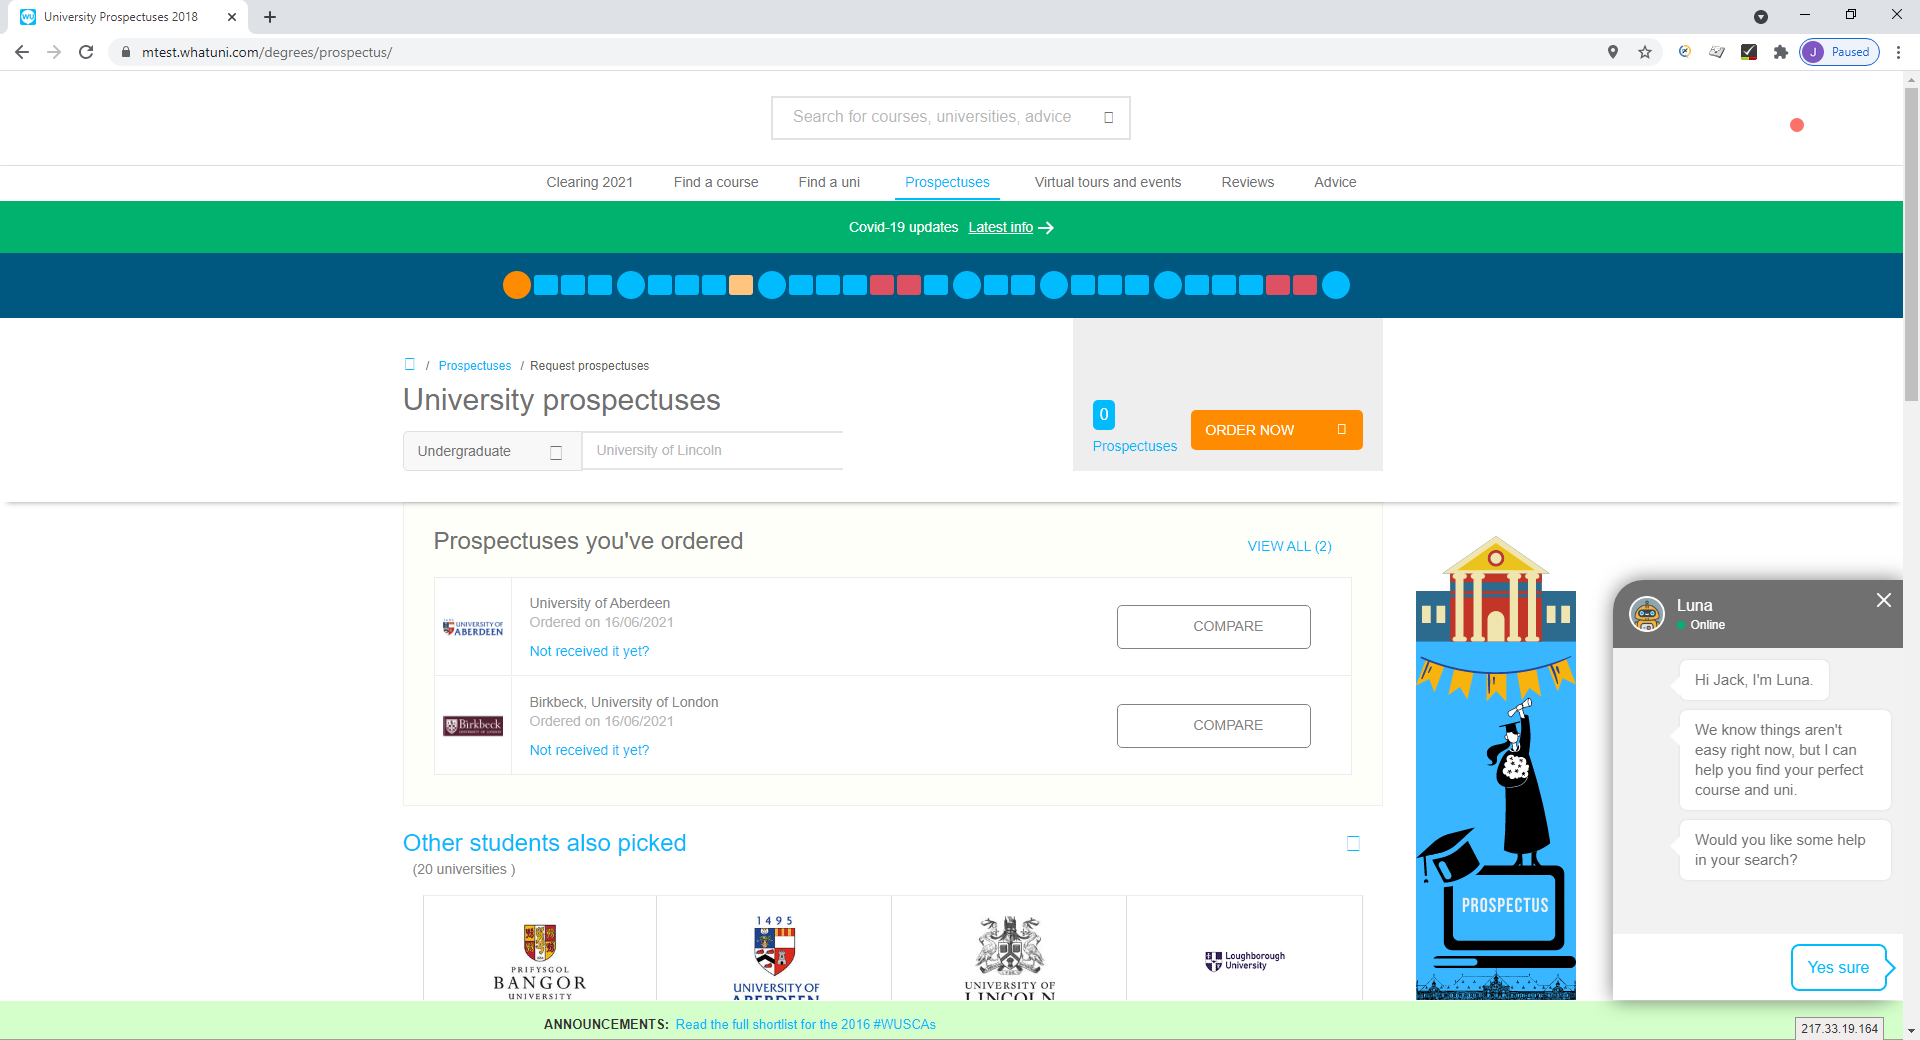 University Prospectuses 2018
mtest.whatuni.com/degrees/prospectus/
J Paused
Search for courses, universities, advice
Clearing 2021 Find a course Find a uni Prospectuses Virtual tours and events Reviews Advice
Covid-19 updates Latest info
/ Prospectuses / Request prospectuses
University prospectuses
Undergraduate University of Lincoln
0
Prospectuses
ORDER NOW
Prospectuses you've ordered
VIEW ALL (2)
UNIVERSITY OF
ABERDEEN
University of Aberdeen
Ordered on 16/06/2021
Not received it yet?
COMPARE
Birkbeck
UNIVERSITY OF LONDON
Birkbeck, University of London
Ordered on 16/06/2021
Not received it yet?
COMPARE
Other students also picked
(20 universities )
PRIFYSGOL
BANGOR
UNIVERSITY
1495
UNIVERSITY OF
ABERDEEN
UNIVERSITY OF
LINCOLN
Loughborough
University
PROSPECTUS
Luna
Online
Hi Jack, I'm Luna.
We know things aren't
easy right now, but I can
help you find your perfect
course and uni.
Would you like some help
in your search?
Yes sure
ANNOUNCEMENTS: Read the full shortlist for the 2016 #WUSCAs
217.33.19.164